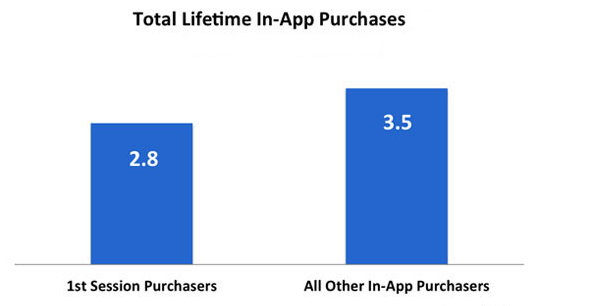 Total Lifetime In-App Purchases
2.8
3.5
1st Session Purchasers
All Other In-App Purchasers